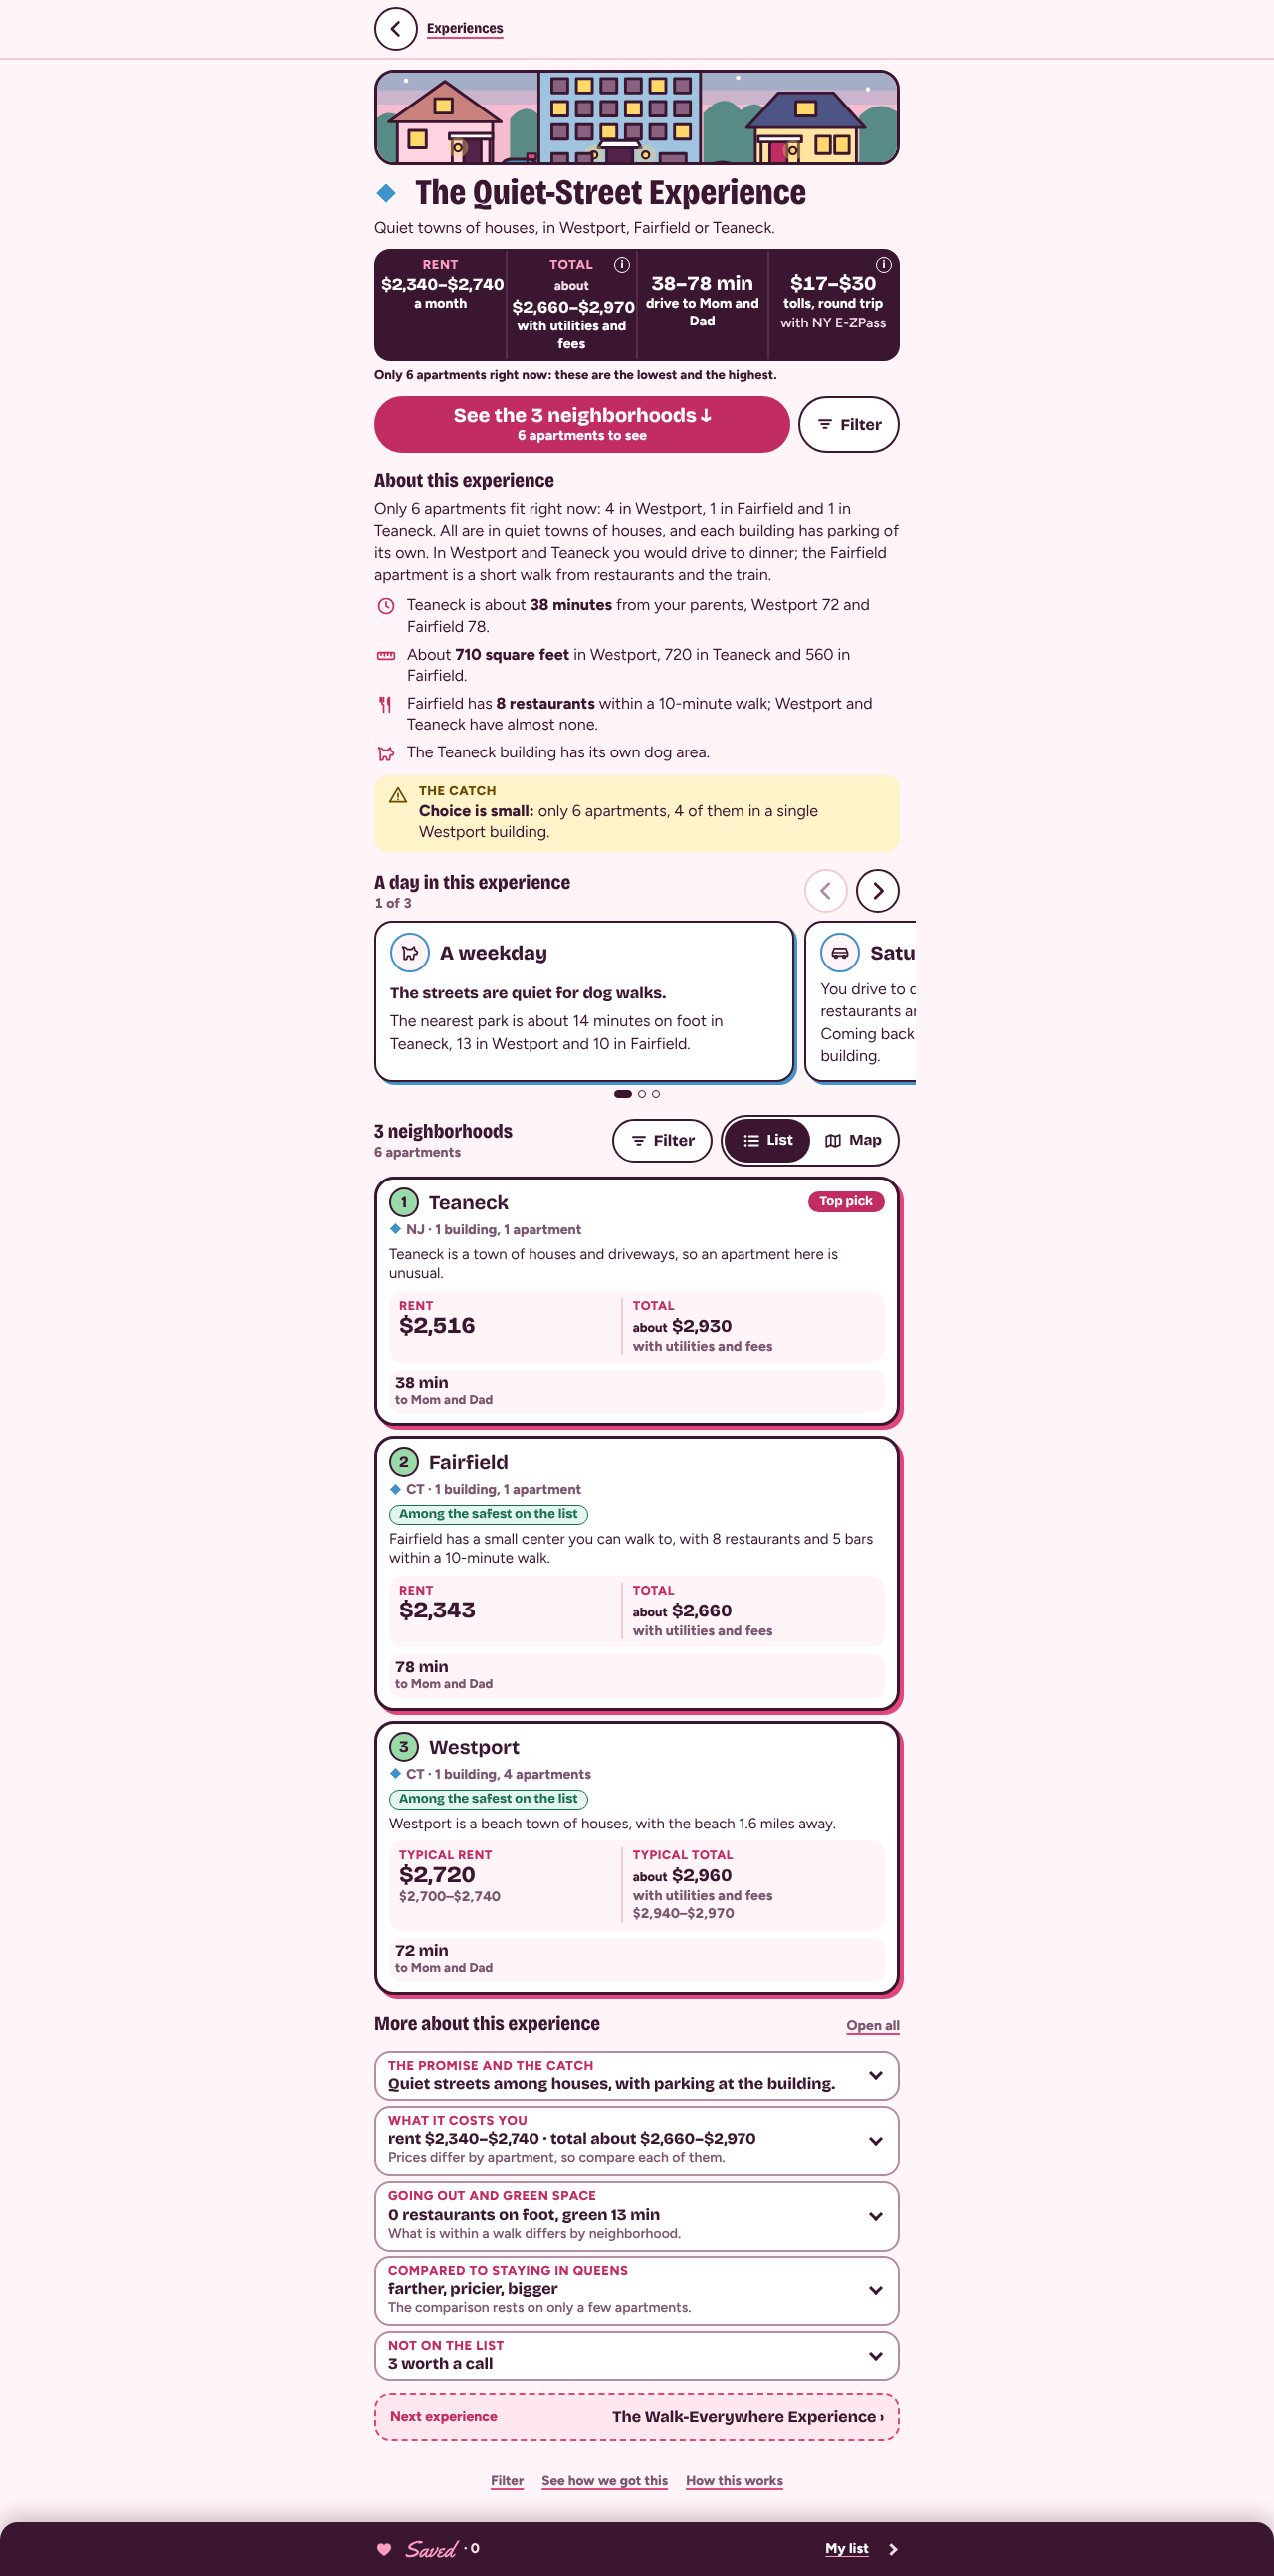 Experiences
The Quiet-Street Experience
Quiet towns of houses, in Westport, Fairfield or Teaneck.
RENT
$2,340–$2,740
a month
TOTAL
about
$2,660–$2,970
with utilities and
fees
38–78 min
drive to Mom and
Dad
$17–$30
tolls, round trip
with NY E-ZPass
Only 6 apartments right now: these are the lowest and the highest.
See the 3 neighborhoods ↓
6 apartments to see
Filter
About this experience
Only 6 apartments fit right now: 4 in Westport, 1 in Fairfield and 1 in
Teaneck. All are in quiet towns of houses, and each building has parking of
its own. In Westport and Teaneck you would drive to dinner; the Fairfield
apartment is a short walk from restaurants and the train.
Teaneck is about 38 minutes from your parents, Westport 72 and
Fairfield 78.
About 710 square feet in Westport, 720 in Teaneck and 560 in
Fairfield.
Fairfield has 8 restaurants within a 10-minute walk; Westport and
Teaneck have almost none.
The Teaneck building has its own dog area.
THE CATCH
Choice is small: only 6 apartments, 4 of them in a single
Westport building.
A day in this experience
1 of 3
A weekday
The streets are quiet for dog walks.
The nearest park is about 14 minutes on foot in
Teaneck, 13 in Westport and 10 in Fairfield.
Satu
You drive to d
restaurants ar
Coming back
building.
3 neighborhoods
6 apartments
Filter
List
Map
1
Teaneck
Top pick
NJ · 1 building, 1 apartment
Teaneck is a town of houses and driveways, so an apartment here is
unusual.
RENT
$2,516
TOTAL
about $2,930
with utilities and fees
38 min
to Mom and Dad
2
Fairfield
CT · 1 building, 1 apartment
Among the safest on the list
Fairfield has a small center you can walk to, with 8 restaurants and 5 bars
within a 10-minute walk.
RENT
$2,343
TOTAL
about $2,660
with utilities and fees
78 min
to Mom and Dad
3
Westport
CT · 1 building, 4 apartments
Among the safest on the list
Westport is a beach town of houses, with the beach 1.6 miles away.
TYPICAL RENT
$2,720
$2,700–$2,740
TYPICAL TOTAL
about $2,960
with utilities and fees
$2,940–$2,970
72 min
to Mom and Dad
More about this experience
Open all
THE PROMISE AND THE CATCH
Quiet streets among houses, with parking at the building.
WHAT IT COSTS YOU
rent $2,340–$2,740 · total about $2,660–$2,970
Prices differ by apartment, so compare each of them.
GOING OUT AND GREEN SPACE
0 restaurants on foot, green 13 min
What is within a walk differs by neighborhood.
COMPARED TO STAYING IN QUEENS
farther, pricier, bigger
The comparison rests on only a few apartments.
NOT ON THE LIST
3 worth a call
Next experience
The Walk-Everywhere Experience ›
Filter
See how we got this
How this works
Saved · 0
My list